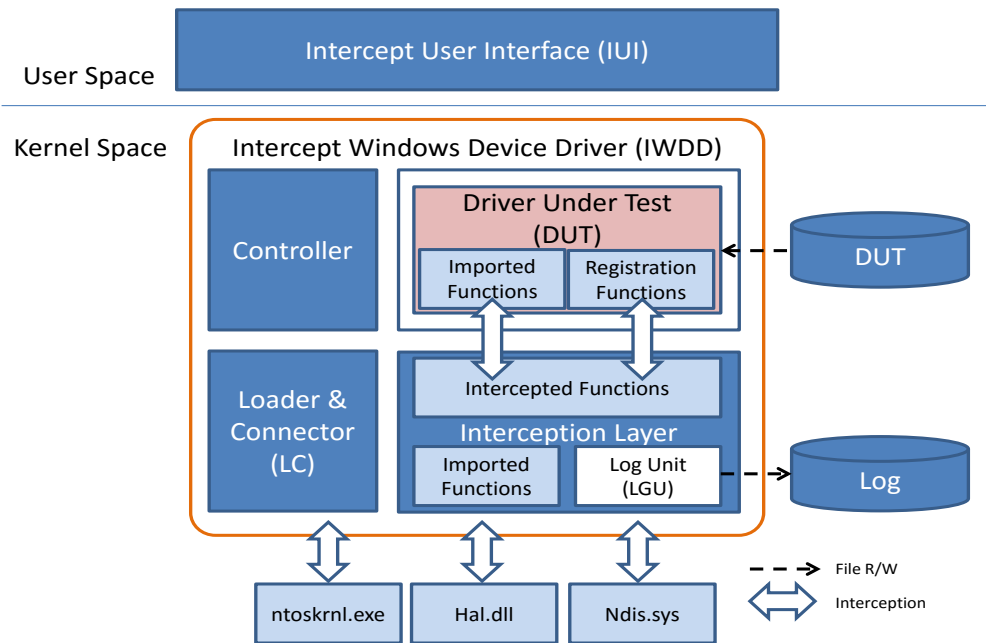 Intercept User Interface (IUI)
User Space
Kernel Space
Intercept Windows Device Driver (IWDD)
Controller
Driver Under Test
(DUT)
Imported
Functions
Registration
Functions
DUT
Loader &
Connector
(LC)
Intercepted Functions
Interception Layer
Imported
Functions
Log Unit
(LGU)
Log
ntoskrnl.exe
Hal.dll
Ndis.sys
File R/W
Interception